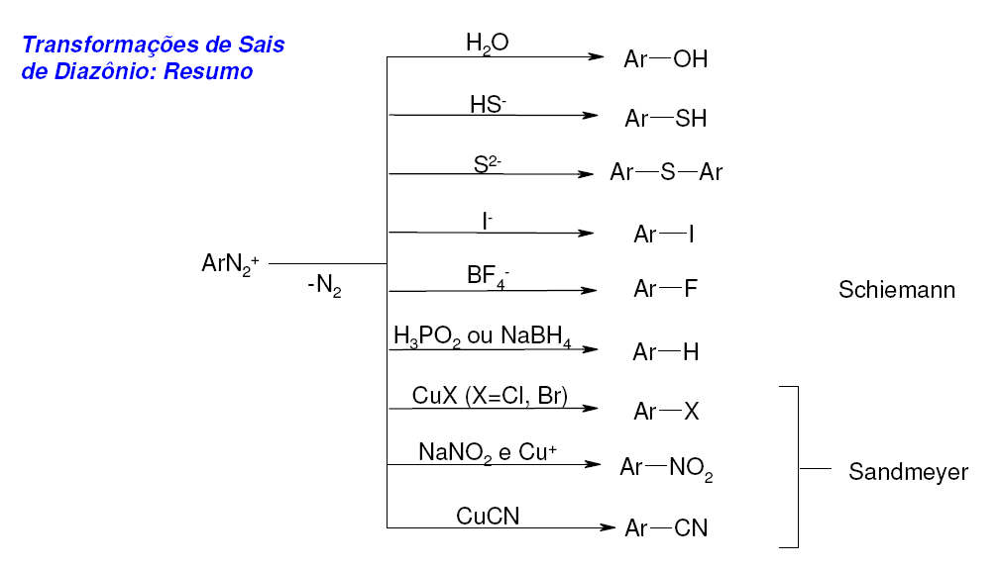 Transformações de Sais
de Diazônio: Resumo
H₂O
Ar—OH
HS⁻
Ar—SH
S²⁻
Ar—S—Ar
I⁻
Ar—I
ArN₂⁺
-N₂
BF₄⁻
Ar—F
Schiemann
H₃PO₂ ou NaBH₄
Ar—H
CuX (X=Cl, Br)
Ar—X
NaNO₂ e Cu⁺
Ar—NO₂
Sandmeyer
CuCN
Ar—CN